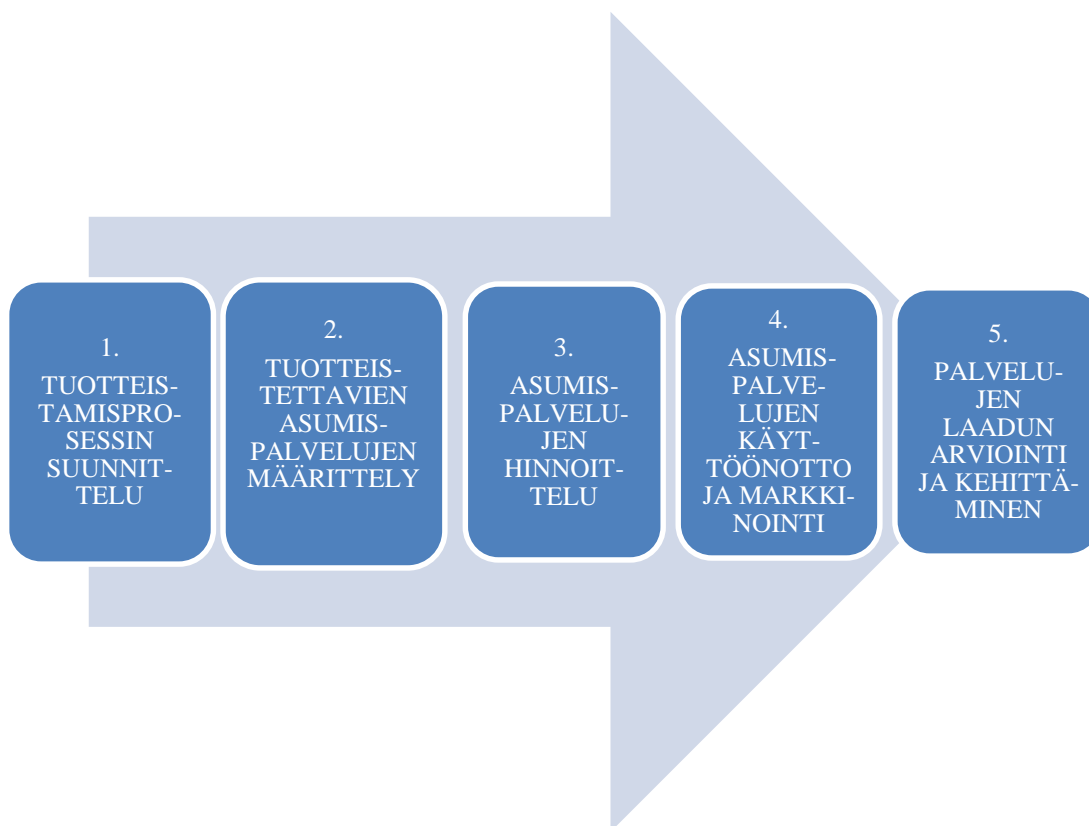 1.
TUOTTEIS-
TAMISPRO-
SESSIN
SUUNNIT-
TELU
2.
TUOTTEIS-
TETTAVIEN
ASUMIS-
PALVELUJEN
MÄÄRITTELY
3.
ASUMIS-
PALVELU-
JEN
HINNOIT-
TELU
4.
ASUMIS-
PALVE-
LUJEN
KÄYT-
TÖÖNOTTO
JA MARKKI-
NOINTI
5.
PALVELU-
JEN
LAADUN
ARVIOINTI
JA KEHITTÄ-
MINEN